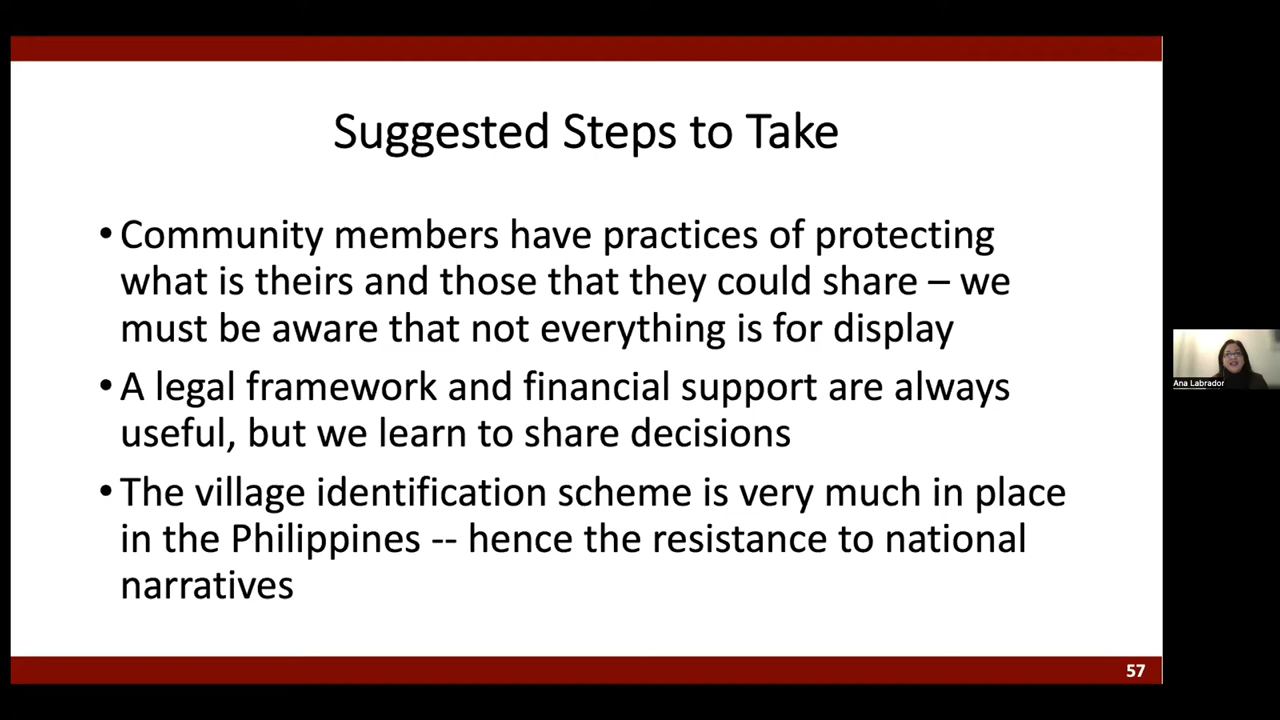 Suggested Steps to Take
• Community members have practices of protecting
what is theirs and those that they could share – we
must be aware that not everything is for display
• A legal framework and financial support are always
useful, but we learn to share decisions
• The village identification scheme is very much in place
in the Philippines -- hence the resistance to national
narratives
57
Ana Labrador